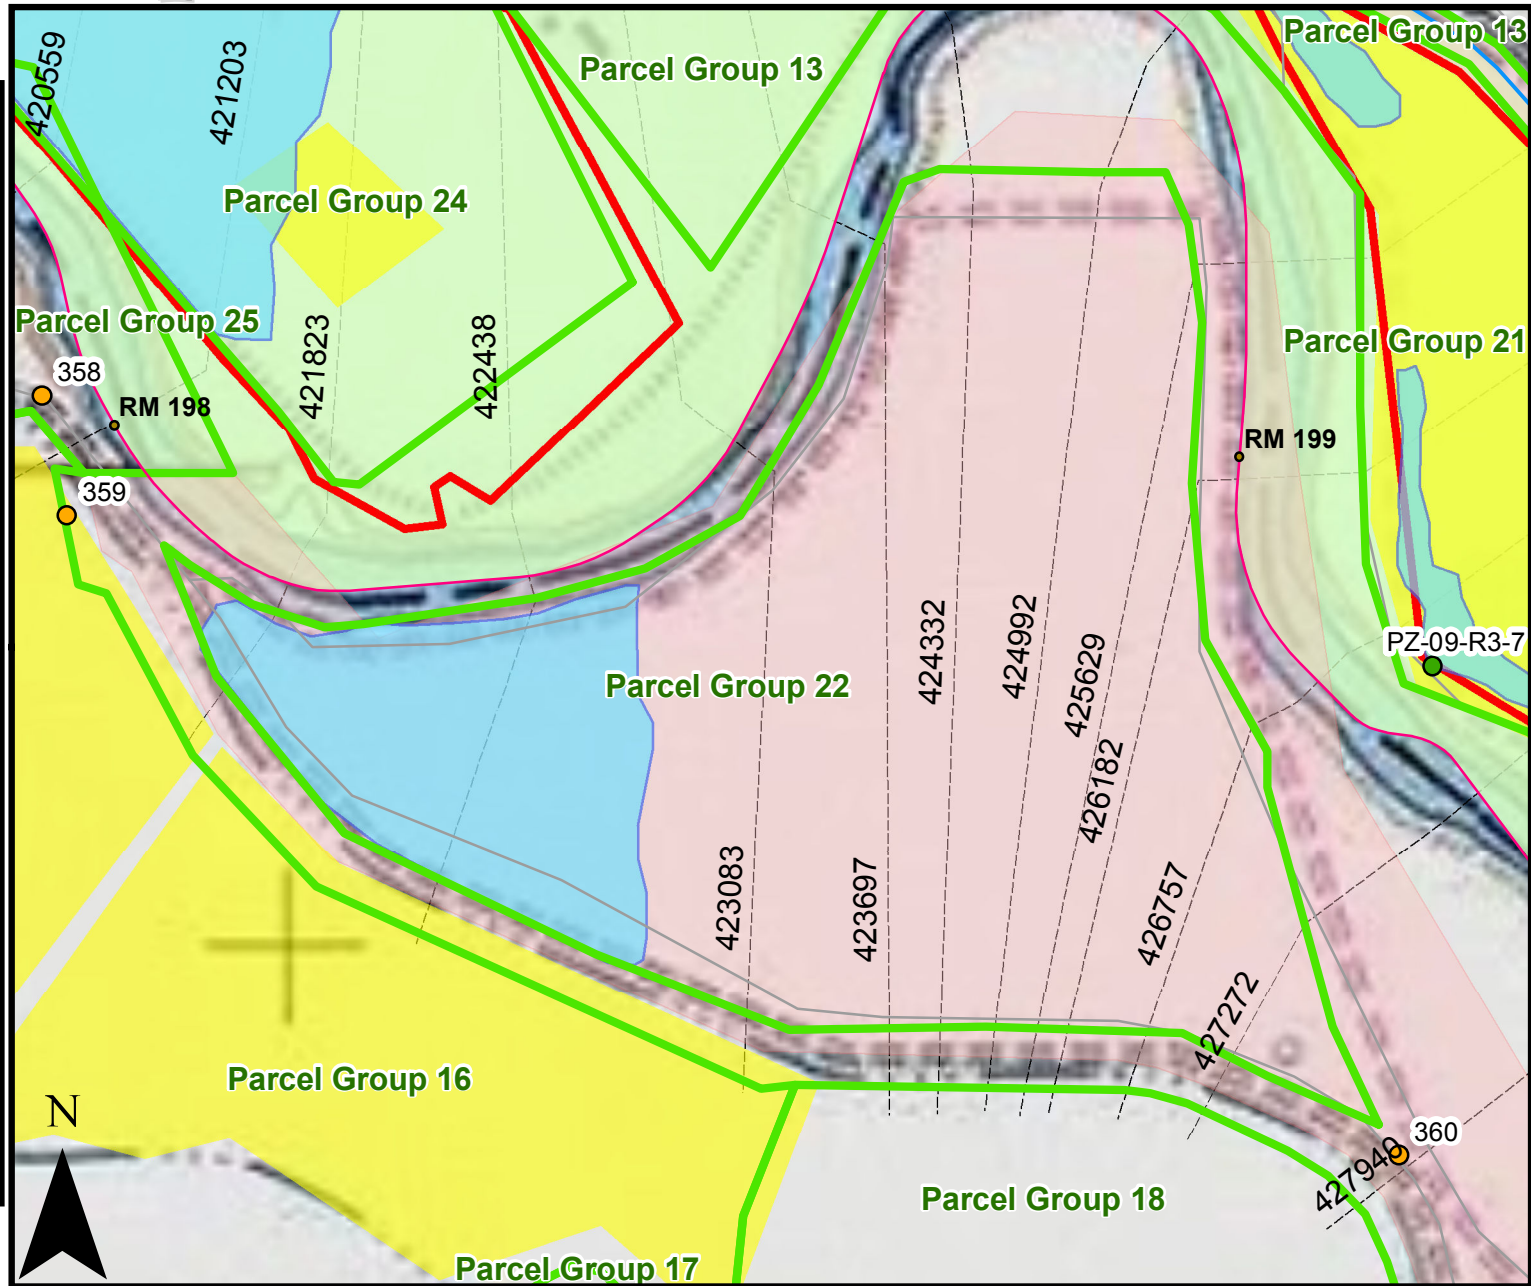 Parcel Group 13
420559
421203
Parcel Group 13
Parcel Group 24
Parcel Group 25
421823
422438
Parcel Group 21
358
RM 198
RM 199
359
PZ-09-R3-7
Parcel Group 22
424332
424992
425629
426182
423083
423697
426757
427272
Parcel Group 16
N
360
427940
Parcel Group 18
Parcel Group 17